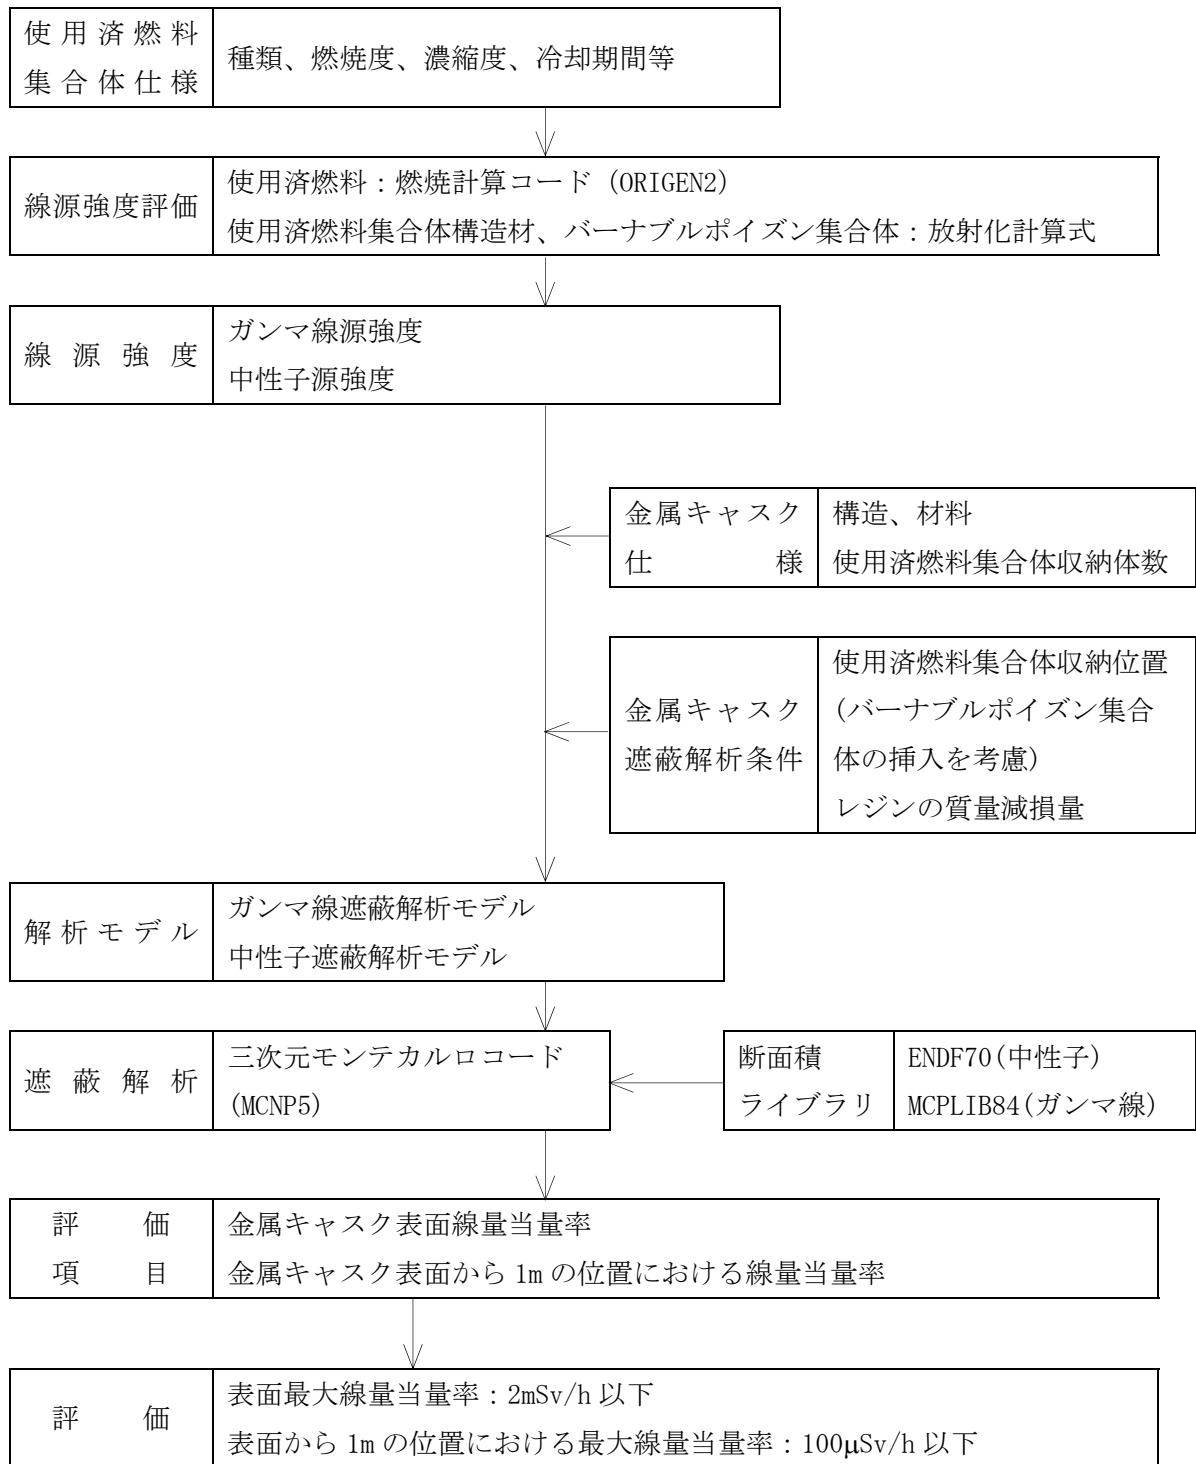 使用済燃料
集合体仕様
種類、燃焼度、濃縮度、冷却期間等
線源強度評価
使用済燃料：燃焼計算コード（ORIGEN2）
使用済燃料集合体構造材、バーナブルポイズン集合体：放射化計算式
線源強度
ガンマ線源強度
中性子源強度
金属キャスク
仕様
構造、材料
使用済燃料集合体収納体数
金属キャスク
遮蔽解析条件
使用済燃料集合体収納位置
(バーナブルポイズン集合
体の挿入を考慮)
レジンの質量減損量
解析モデル
ガンマ線遮蔽解析モデル
中性子遮蔽解析モデル
遮蔽解析
三次元モンテカルロコード
(MCNP5)
断面積
ライブラリ
ENDF70(中性子)
MCPLIB84(ガンマ線)
評価
項目
金属キャスク表面線量当量率
金属キャスク表面から 1m の位置における線量当量率
評価
表面最大線量当量率：2mSv/h 以下
表面から 1m の位置における最大線量当量率：100μSv/h 以下